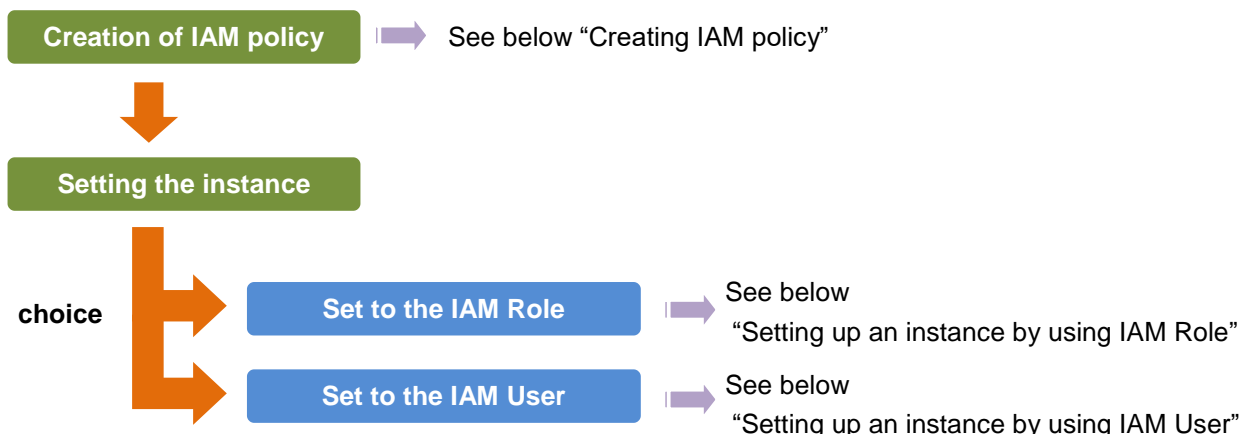 Creation of IAM policy
See below “Creating IAM policy”
Setting the instance
choice
Set to the IAM Role
See below
“Setting up an instance by using IAM Role”
Set to the IAM User
See below
“Setting up an instance by using IAM User”